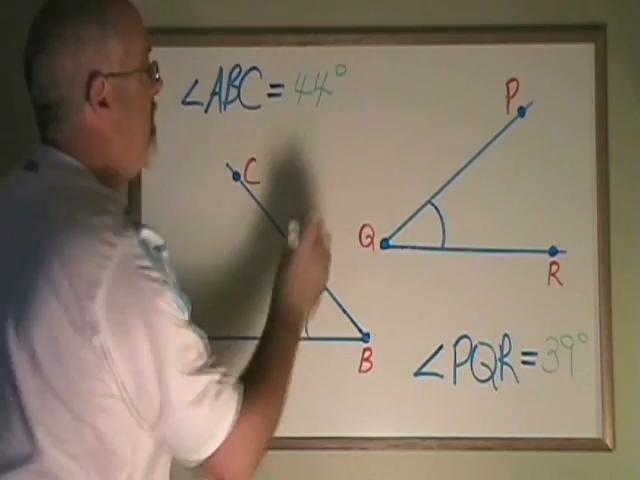 ∠ABC = 44°
P
C
Q
R
B
∠PQR = 39°